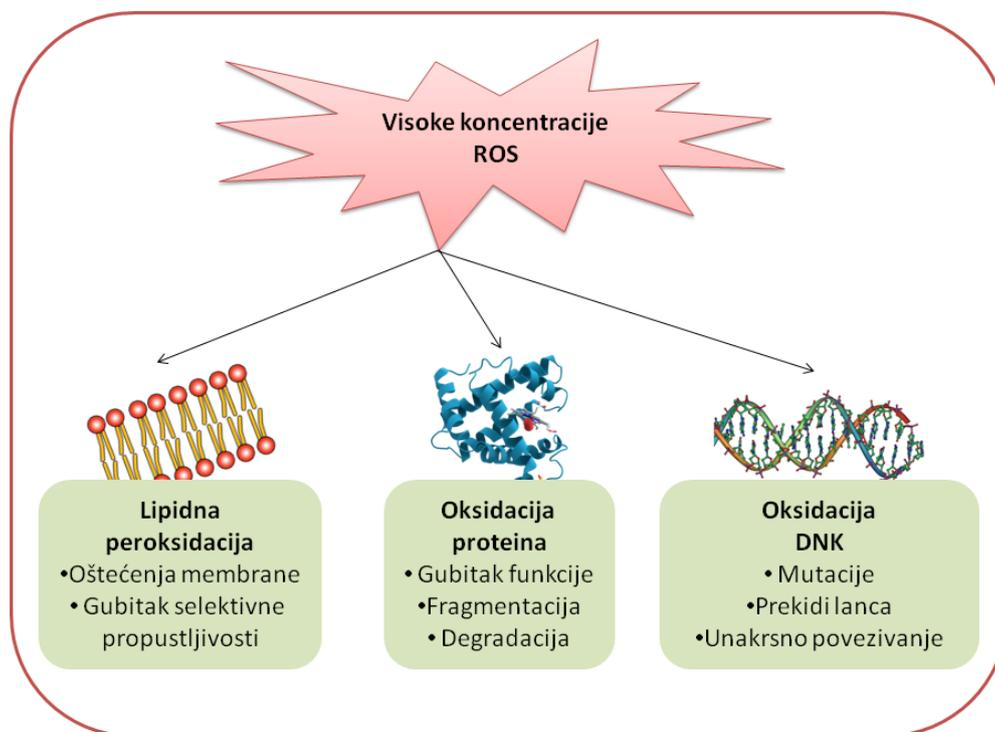 Visoke koncentracije
ROS
Lipidna
peroksidacija
•Oštećenja membrane
• Gubitak selektivne
propustljivosti
Oksidacija
proteina
• Gubitak funkcije
•Fragmentacija
• Degradacija
Oksidacija
DNK
• Mutacije
•Prekidi lanca
•Unakrsno povezivanje